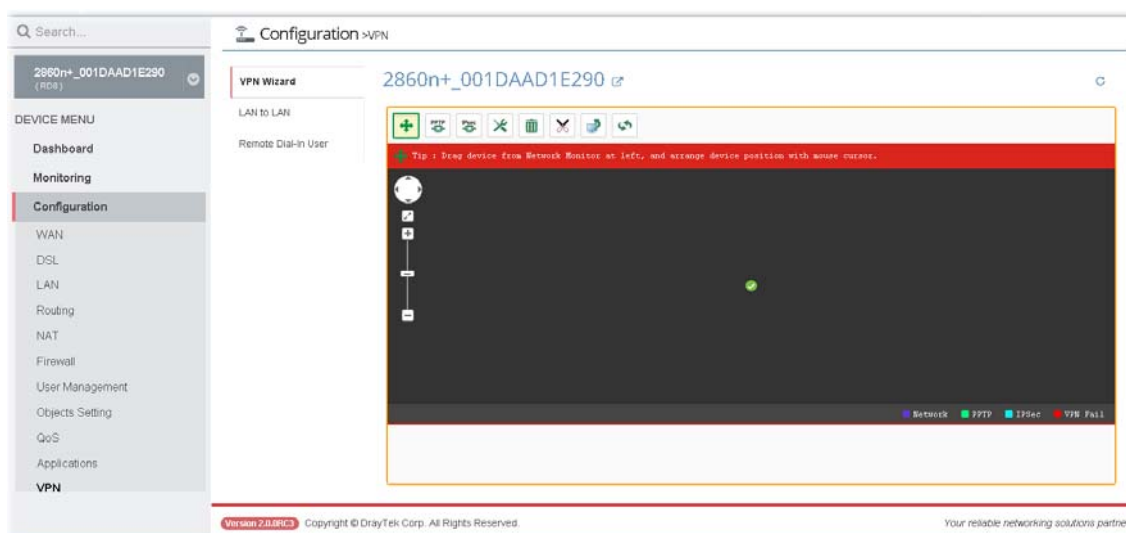 Search...
2860n+_001DAAD1E290
(RD8)
DEVICE MENU
Dashboard
Monitoring
Configuration
WAN
DSL
LAN
Routing
NAT
Firewall
User Management
Objects Setting
QoS
Applications
VPN
Configuration >VPN
VPN Wizard
LAN to LAN
Remote Dial-In User
2860n+_001DAAD1E290
PPTP
IPsec
Tip : Drag device from Network Monitor at left, and arrange device position with mouse cursor.
Network PPTP IPSec VPN Fail
Version 2.0.0RC3 Copyright © DrayTek Corp. All Rights Reserved.
Your reliable networking solutions partne